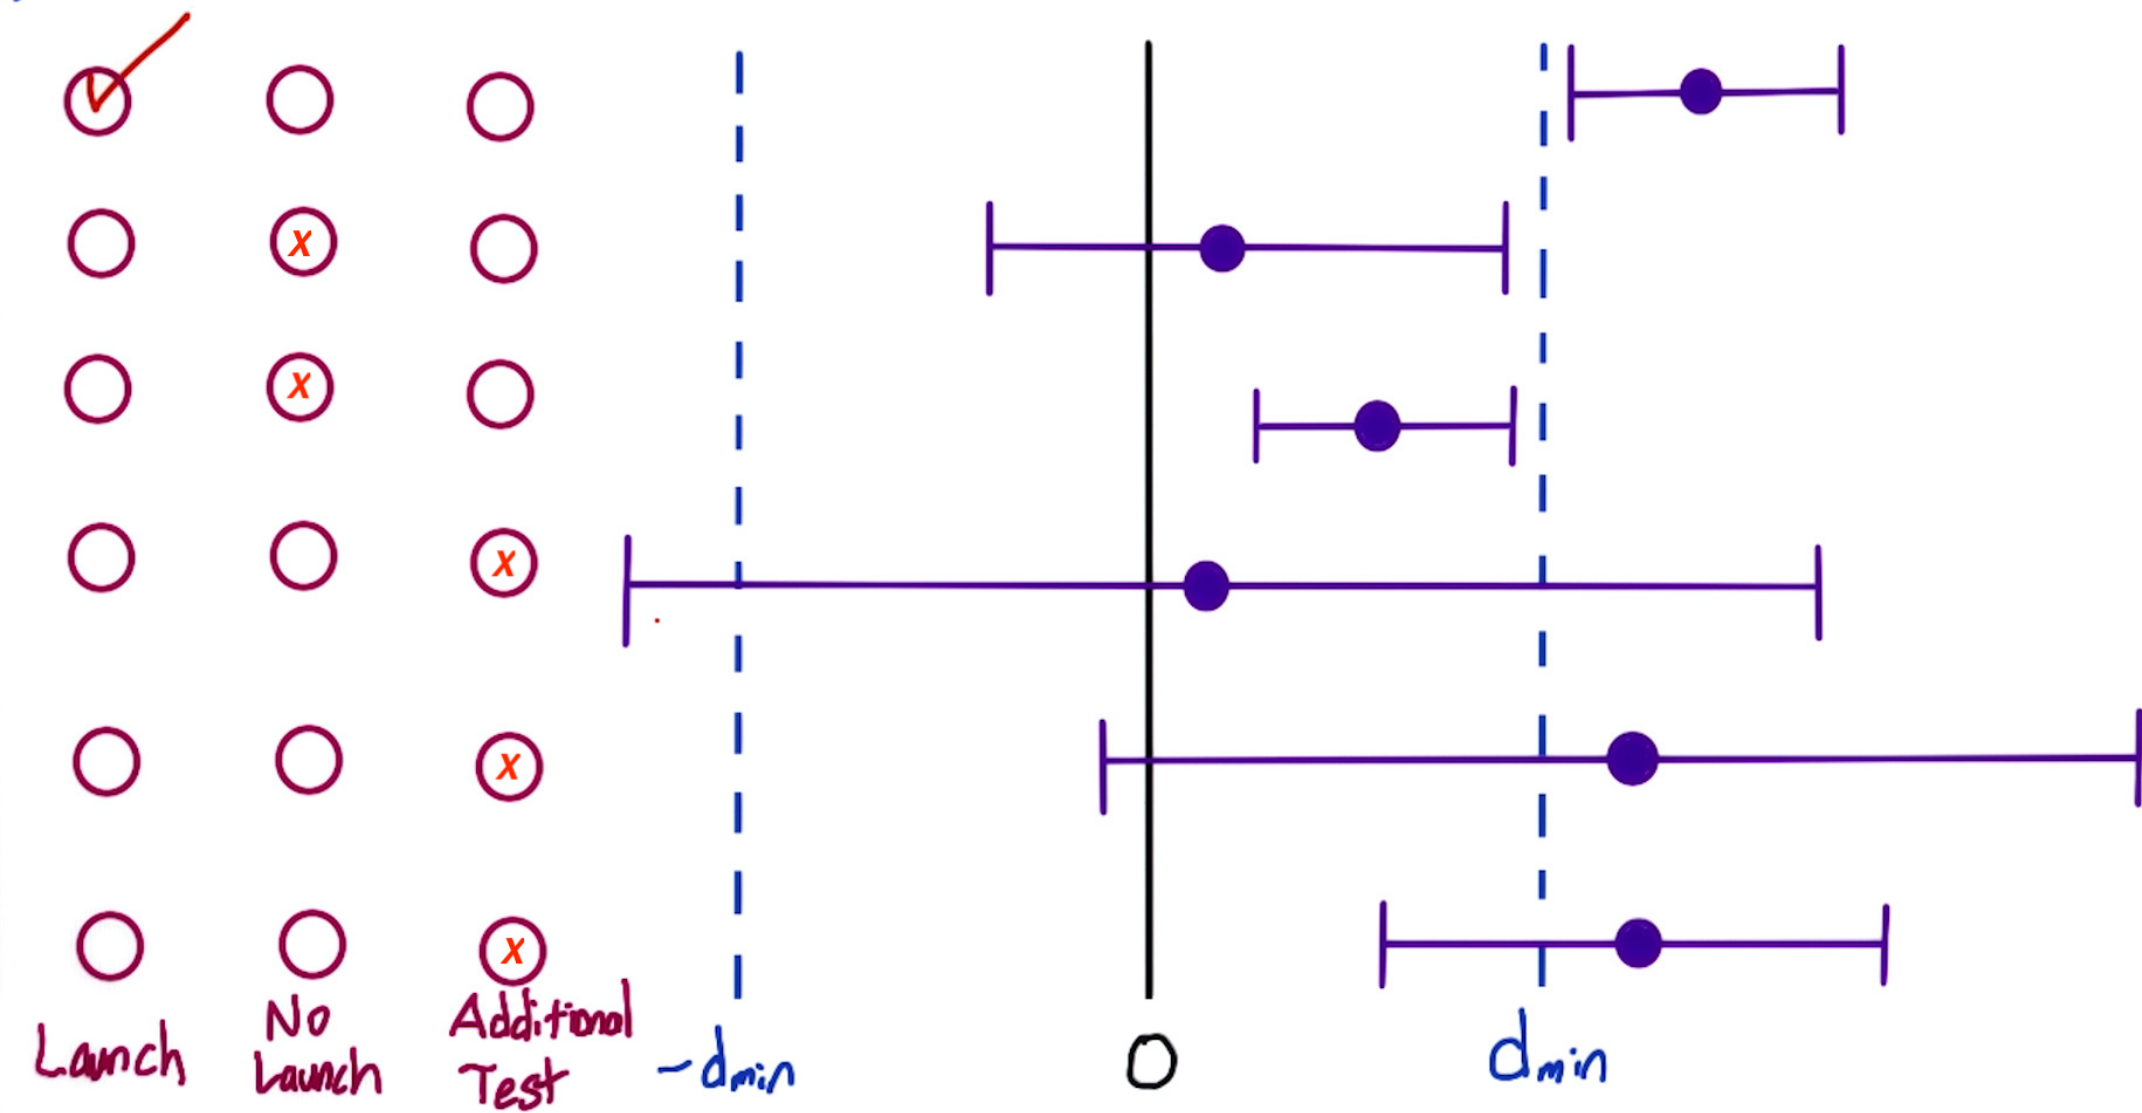 x
x
x
x
x
Launch
No
Launch
Additional
Test
-dmin
0
dmin